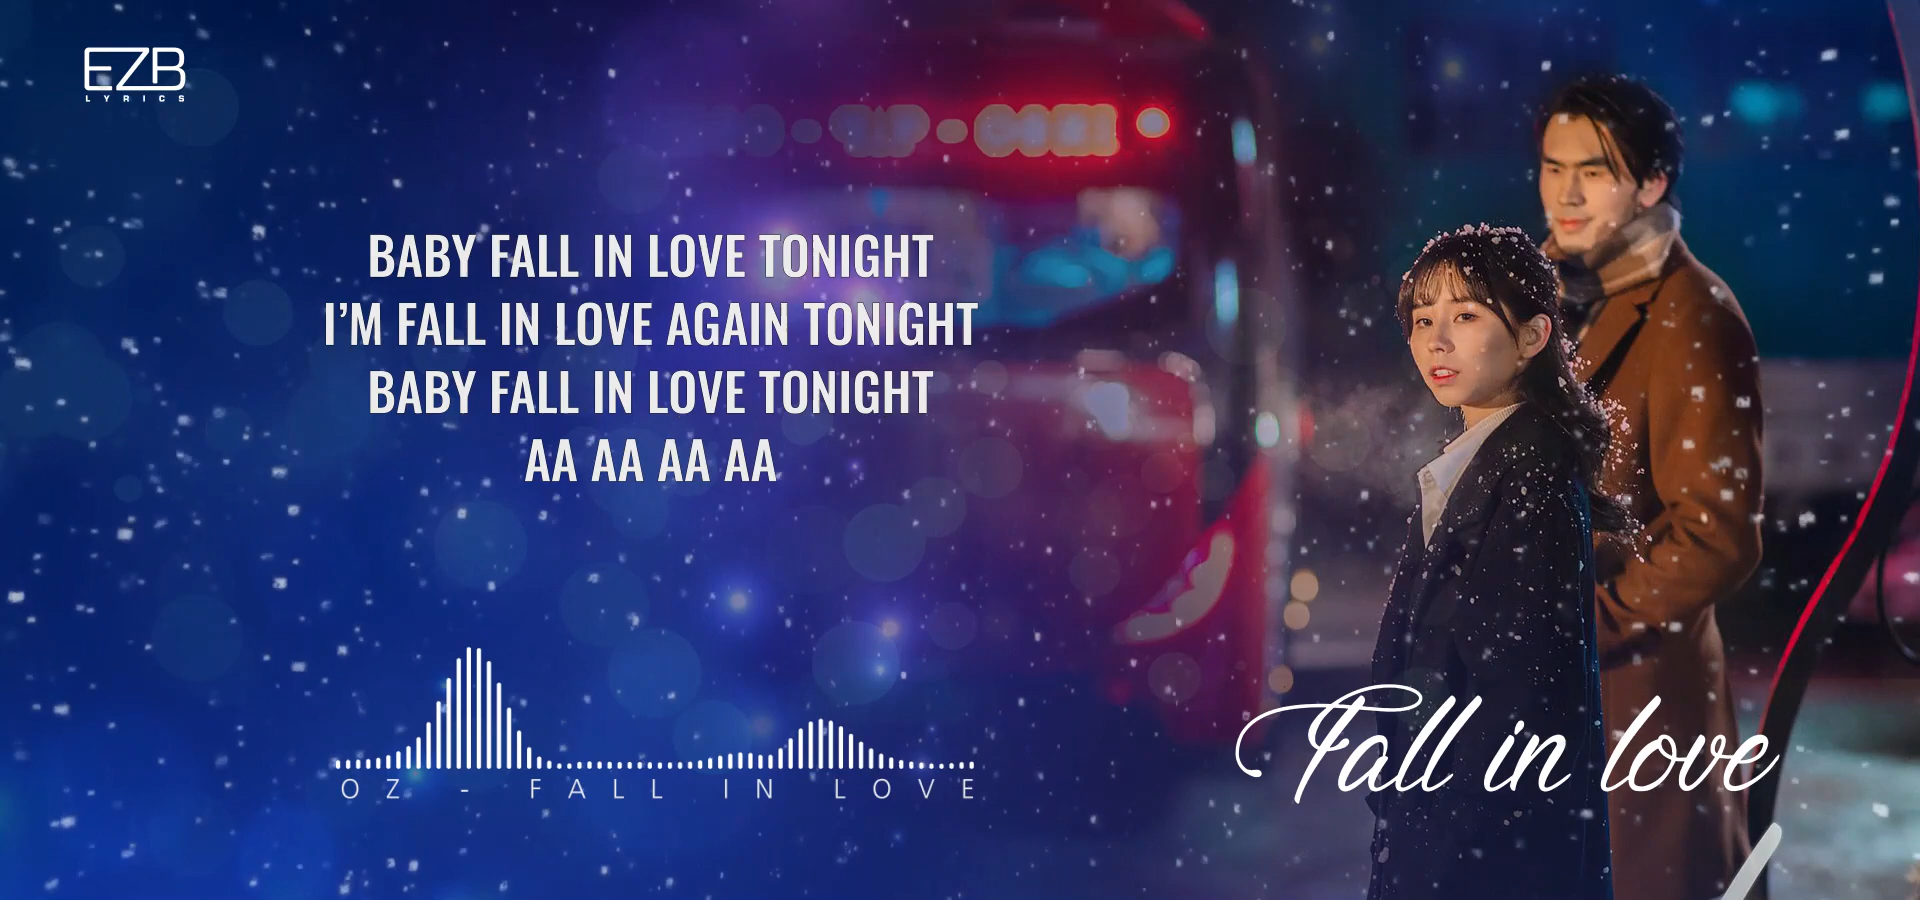 EZB
LYRICS
BABY FALL IN LOVE TONIGHT
I’M FALL IN LOVE AGAIN TONIGHT
BABY FALL IN LOVE TONIGHT
AA AA AA AA
OZ - FALL IN LOVE
Fall in love